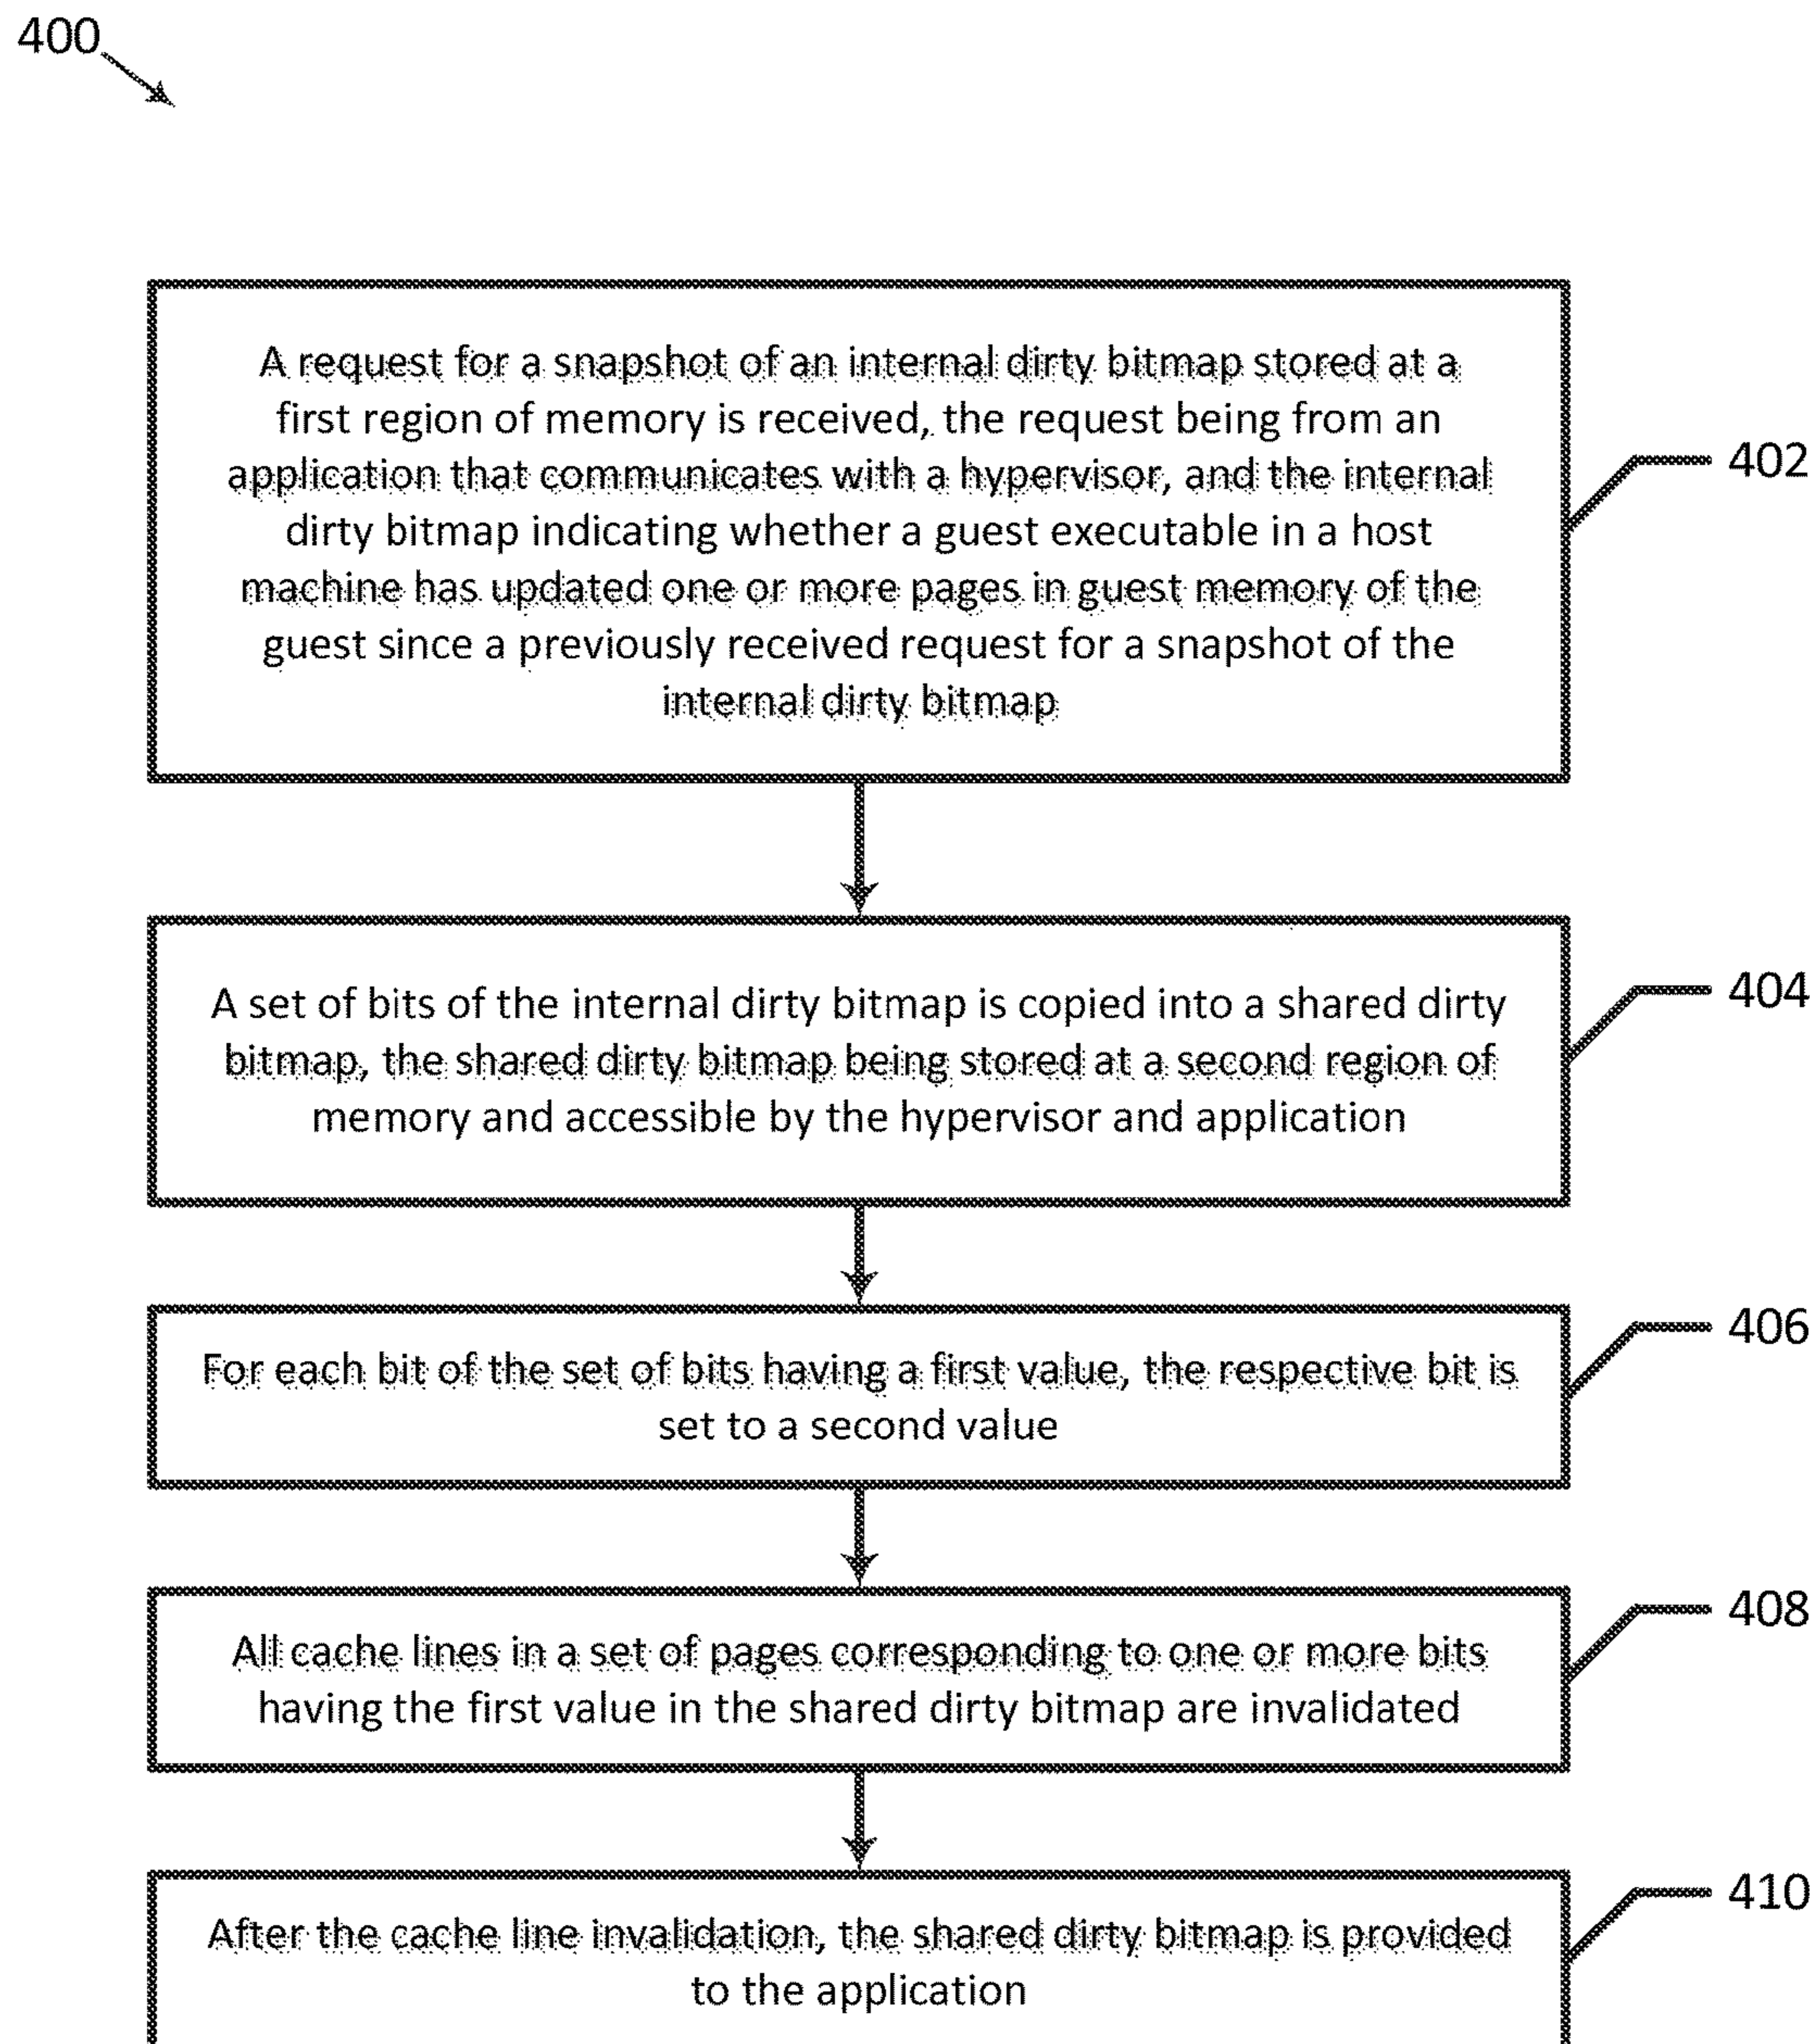 400
A request for a snapshot of an internal dirty bitmap stored at a
first region of memory is received, the request being from an
application that communicates with a hypervisor, and the internal
dirty bitmap indicating whether a guest executable in a host
machine has updated one or more pages in guest memory of the
guest since a previously received request for a snapshot of the
internal dirty bitmap
402
A set of bits of the internal dirty bitmap is copied into a shared dirty
bitmap, the shared dirty bitmap being stored at a second region of
memory and accessible by the hypervisor and application
404
For each bit of the set of bits having a first value, the respective bit is
set to a second value
406
All cache lines in a set of pages corresponding to one or more bits
having the first value in the shared dirty bitmap are invalidated
408
After the cache line invalidation, the shared dirty bitmap is provided
to the application
410